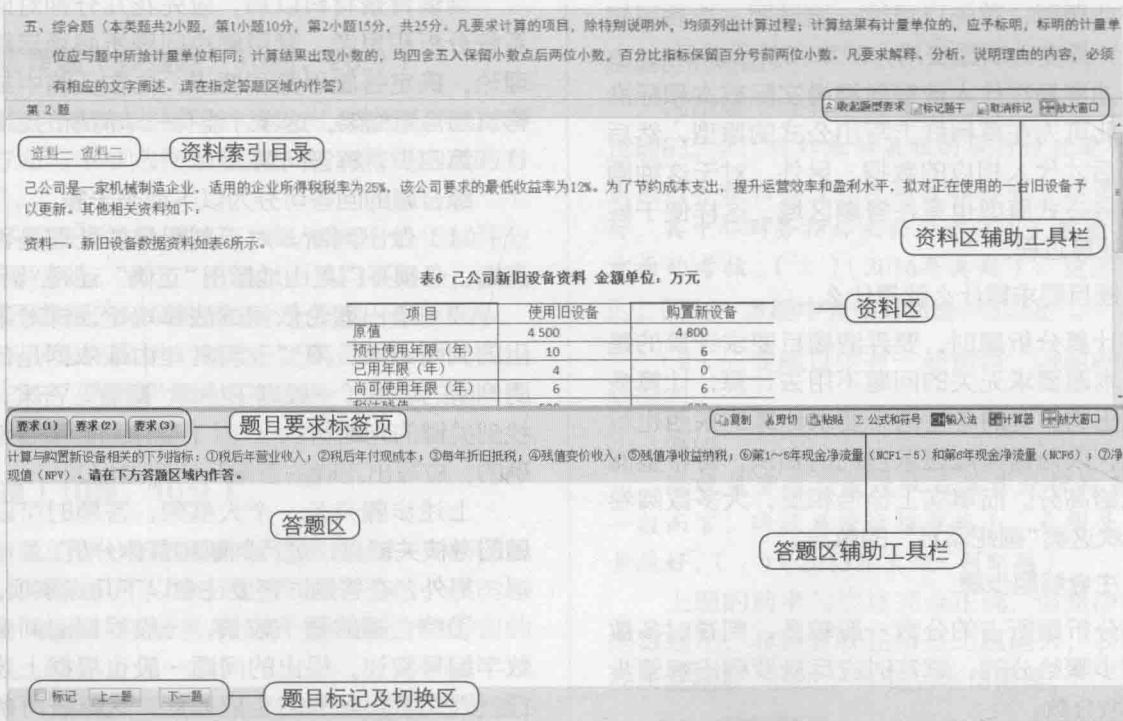 五、综合题（本类题共2小题，第1小题10分，第2小题15分，共25分。凡要求计算的项目，除特别说明外，均须列出计算过程；计算结果有计量单位的，应予标明，标明的计量单
位应与题中所给计量单位相同；计算结果出现小数的，均四舍五入保留小数点后两位小数，百分比指标保留百分号前两位小数。凡要求解释、分析、说明理由的内容，必须
有相应的文字阐述。请在指定答题区域内作答）
第 2 题
收起题型要求 标记题干 取消标记 放大窗口
资料一 资料二
资料索引目录
己公司是一家机械制造企业，适用的企业所得税税率为25%，该公司要求的最低收益率为12%。为了节约成本支出，提升运营效率和盈利水平，拟对正在使用的一台旧设备予
以更新。其他相关资料如下：
资料一，新旧设备数据资料如表6所示。
资料区辅助工具栏
表6 己公司新旧设备资料 金额单位：万元
资料区
项目 使用旧设备 购置新设备
原值 4 500 4 800
预计使用年限（年） 10 6
已用年限（年） 4 0
尚可使用年限（年） 6 6
要求(1) 要求(2) 要求(3)
题目要求标签页
复制 剪切 粘贴 Σ 公式和符号 输入法 计算器 放大窗口
计算与购置新设备相关的下列指标：①税后年营业收入；②税后年付现成本；③每年折旧抵税；④残值变价收入；⑤残值净收益纳税；⑥第1～5年现金净流量（NCF1－5）和第6年现金净流量（NCF6）；⑦净
现值（NPV）。请在下方答题区域内作答。
答题区
答题区辅助工具栏
标记 上一题 下一题
题目标记及切换区